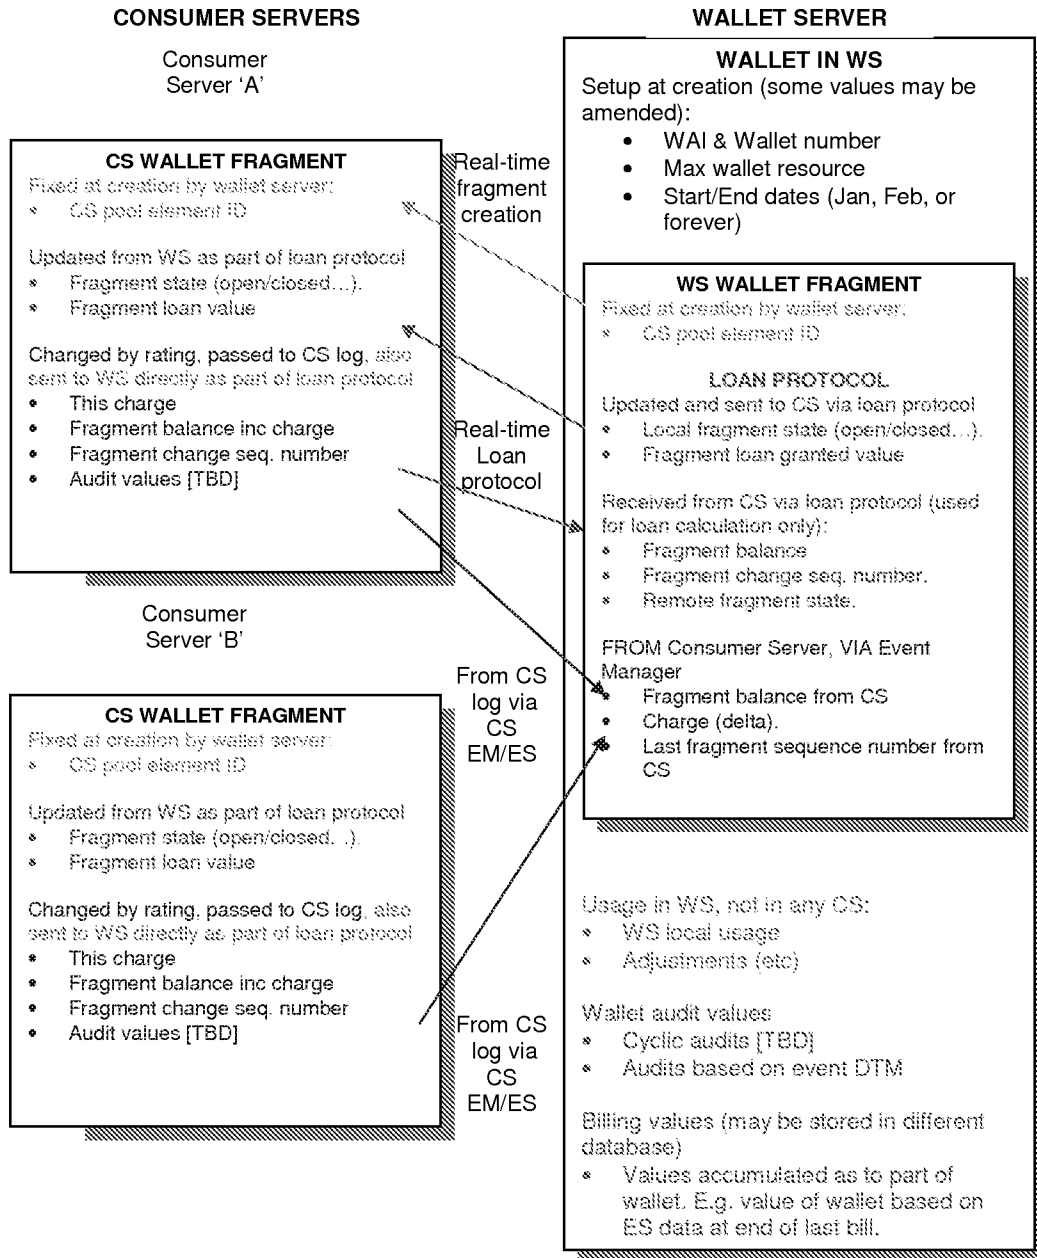 CONSUMER SERVERS
Consumer
Server ‘A’
CS WALLET FRAGMENT
Fixed at creation by wallet server:
• CS pool element ID
Updated from WS as part of loan protocol
• Fragment state (open/closed…).
• Fragment loan value
Changed by rating, passed to CS log, also
sent to WS directly as part of loan protocol
• This charge
• Fragment balance inc charge
• Fragment change seq. number
• Audit values [TBD]
Consumer
Server ‘B’
CS WALLET FRAGMENT
Fixed at creation by wallet server:
• CS pool element ID
Updated from WS as part of loan protocol
• Fragment state (open/closed. .).
• Fragment loan value
Changed by rating, passed to CS log, also
sent to WS directly as part of loan protocol
• This charge
• Fragment balance inc charge
• Fragment change seq. number
• Audit values [TBD]
Real-time
fragment
creation
Real-time
Loan
protocol
From CS
log via
CS
EM/ES
From CS
log via
CS
EM/ES
WALLET SERVER
WALLET IN WS
Setup at creation (some values may be
amended):
• WAI & Wallet number
• Max wallet resource
• Start/End dates (Jan, Feb, or
forever)
WS WALLET FRAGMENT
Fixed at creation by wallet server:
• CS pool element ID
LOAN PROTOCOL
Updated and sent to CS via loan protocol
• Local fragment state (open/closed…).
• Fragment loan granted value
Received from CS via loan protocol (used
for loan calculation only):
• Fragment balance
• Fragment change seq. number.
• Remote fragment state.
FROM Consumer Server, VIA Event
Manager
• Fragment balance from CS
• Charge (delta).
• Last fragment sequence number from
CS
Usage in WS, not in any CS:
• WS local usage
• Adjustments (etc)
Wallet audit values
• Cyclic audits [TBD]
• Audits based on event DTM
Billing values (may be stored in different
database)
• Values accumulated as to part of
wallet. E.g. value of wallet based on
ES data at end of last bill.